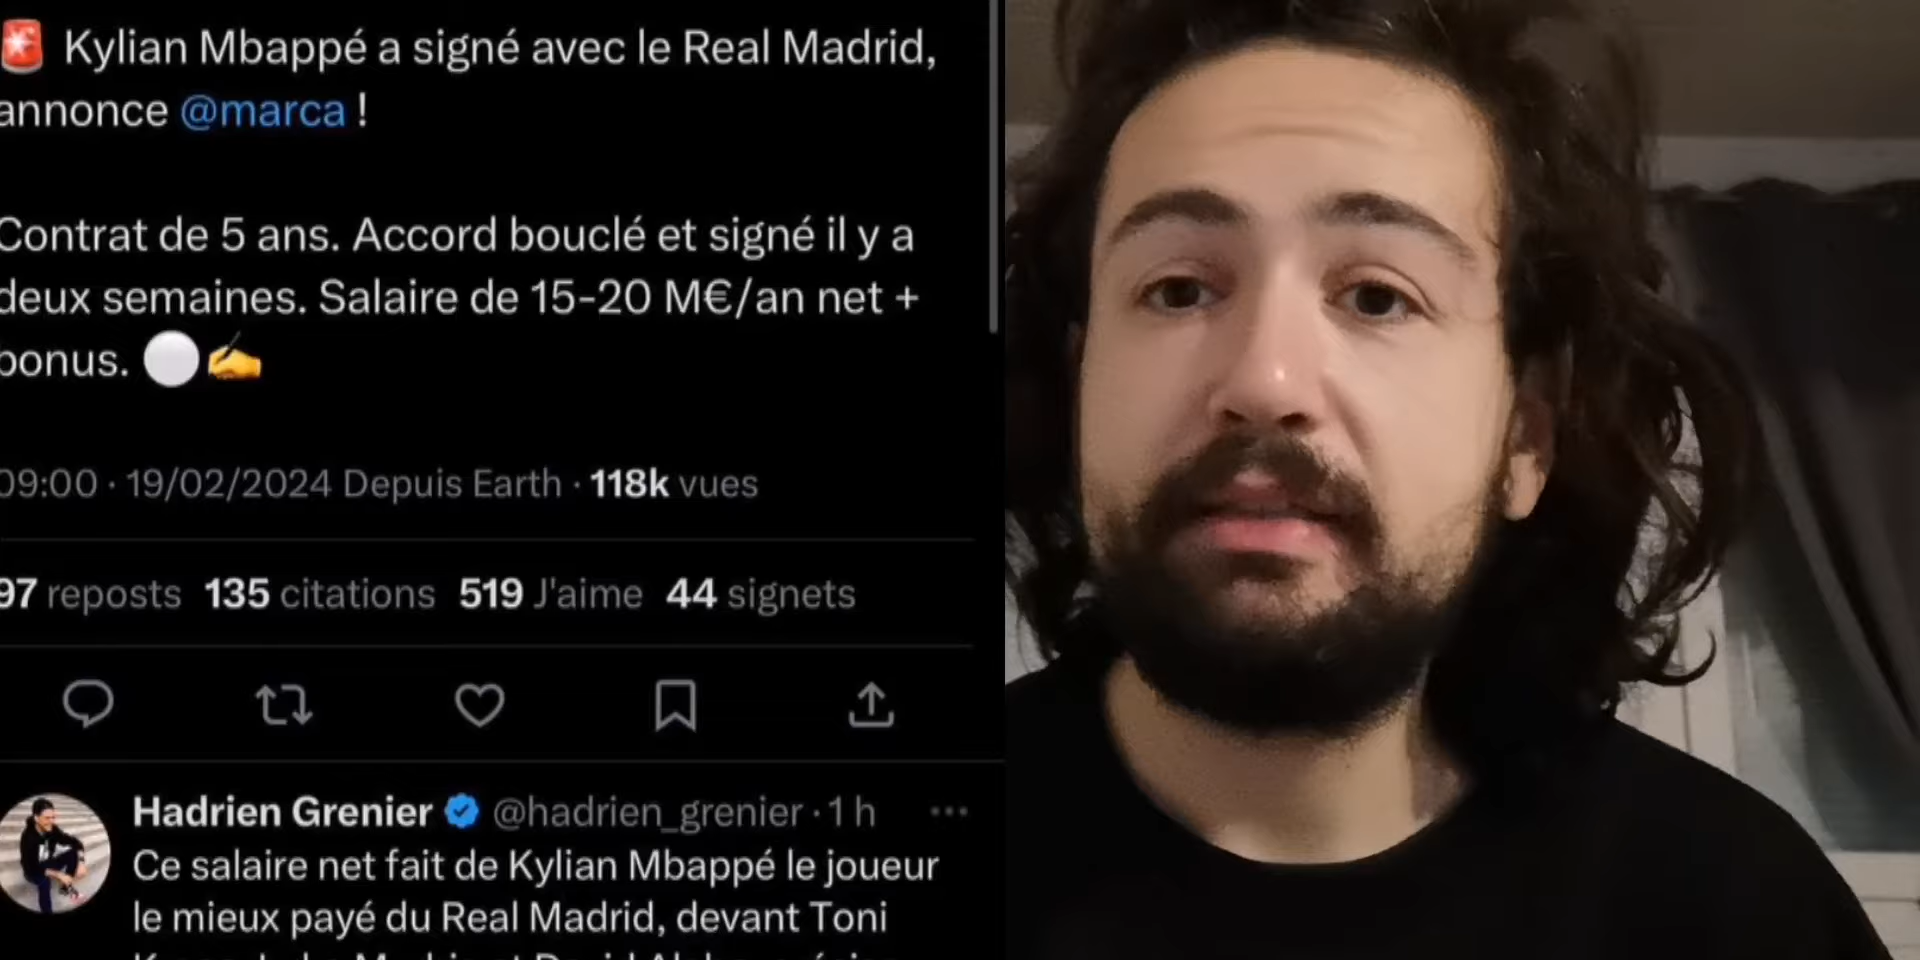 Kylian Mbappé a signé avec le Real Madrid,
annonce @marca !
Contrat de 5 ans. Accord bouclé et signé il y a
deux semaines. Salaire de 15-20 M€/an net +
bonus.
09:00 · 19/02/2024 Depuis Earth · 118k vues
97 reposts 135 citations 519 J'aime 44 signets
Hadrien Grenier @hadrien_grenier · 1 h
Ce salaire net fait de Kylian Mbappé le joueur
le mieux payé du Real Madrid, devant Toni